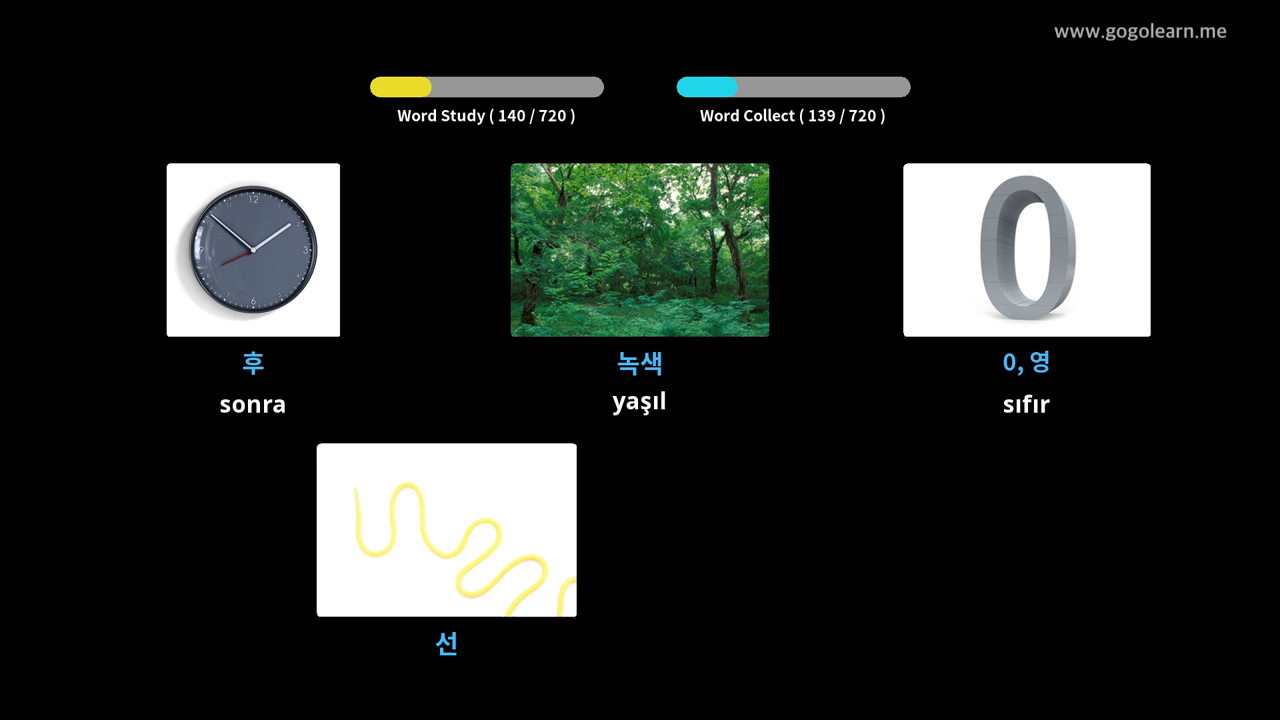 www.gogolearn.me
Word Study ( 140 / 720 )
Word Collect ( 139 / 720 )
후
녹색
0, 영
sonra
yaşıl
sıfır
선